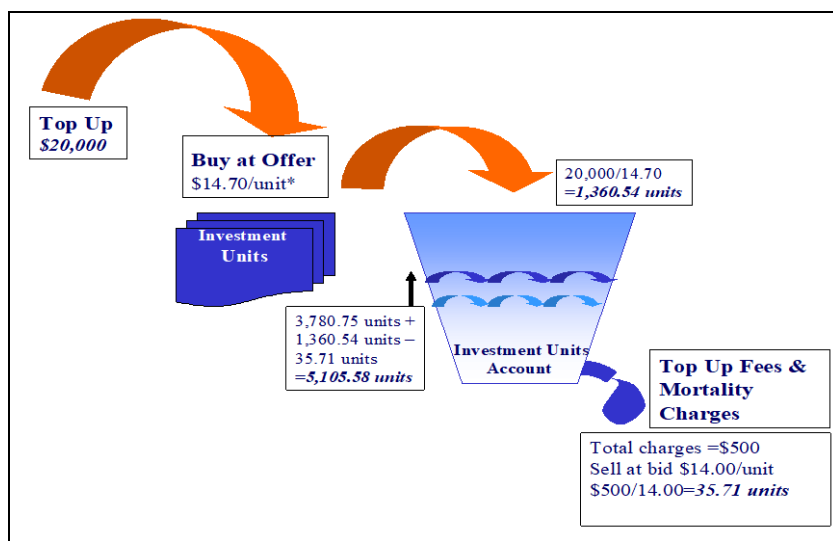 Top Up
$20,000
Buy at Offer
$14.70/unit*
20,000/14.70
=1,360.54 units
Investment
Units
3,780.75 units +
1,360.54 units –
35.71 units
=5,105.58 units
Investment Units
Account
Top Up Fees &
Mortality
Charges
Total charges =$500
Sell at bid $14.00/unit
$500/14.00=35.71 units